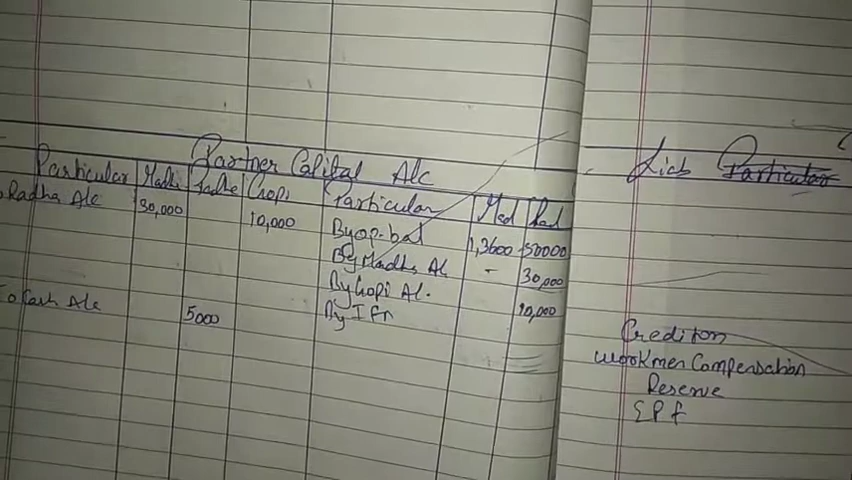 Partner Capital A/c
Particular Madhu Radhe Gopi Particular Mad Rad
To Radha A/c 30,000 10,000 By op. bal 1,3600 50000
By Madhu A/c - 30,000
By Gopi A/c. 10,000
To Cash A/c 5000 By I Fn
Liab Particular
Creditors
Workmen Compensation
Reserve
EPF